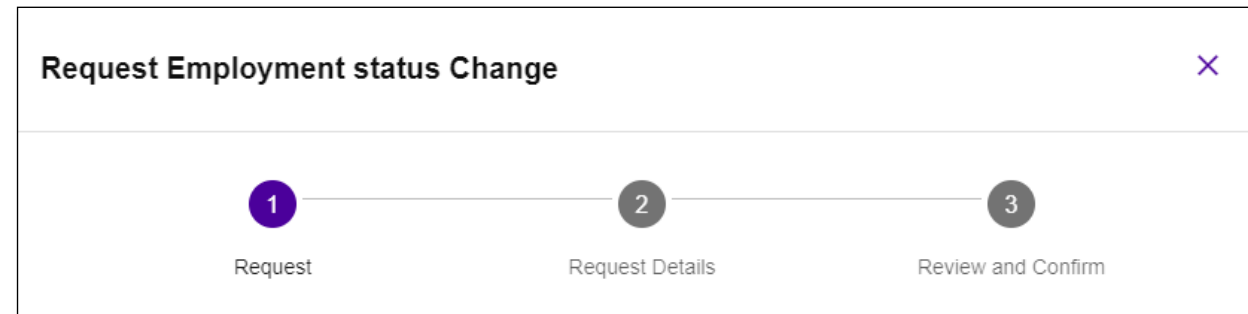 Request Employment status Change
1 2 3
Request Request Details Review and Confirm